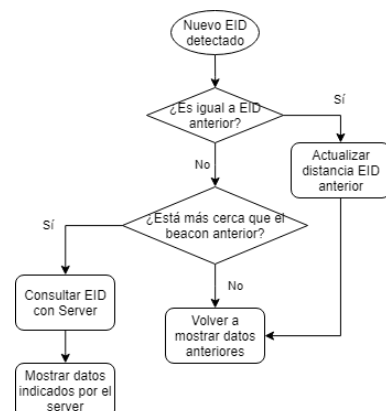 Nuevo EID
detectado
¿Es igual a EID
anterior?
Sí
No
Actualizar
distancia EID
anterior
¿Está más cerca que el
beacon anterior?
Sí
No
Consultar EID
con Server
Volver a
mostrar datos
anteriores
Mostrar datos
indicados por el
server